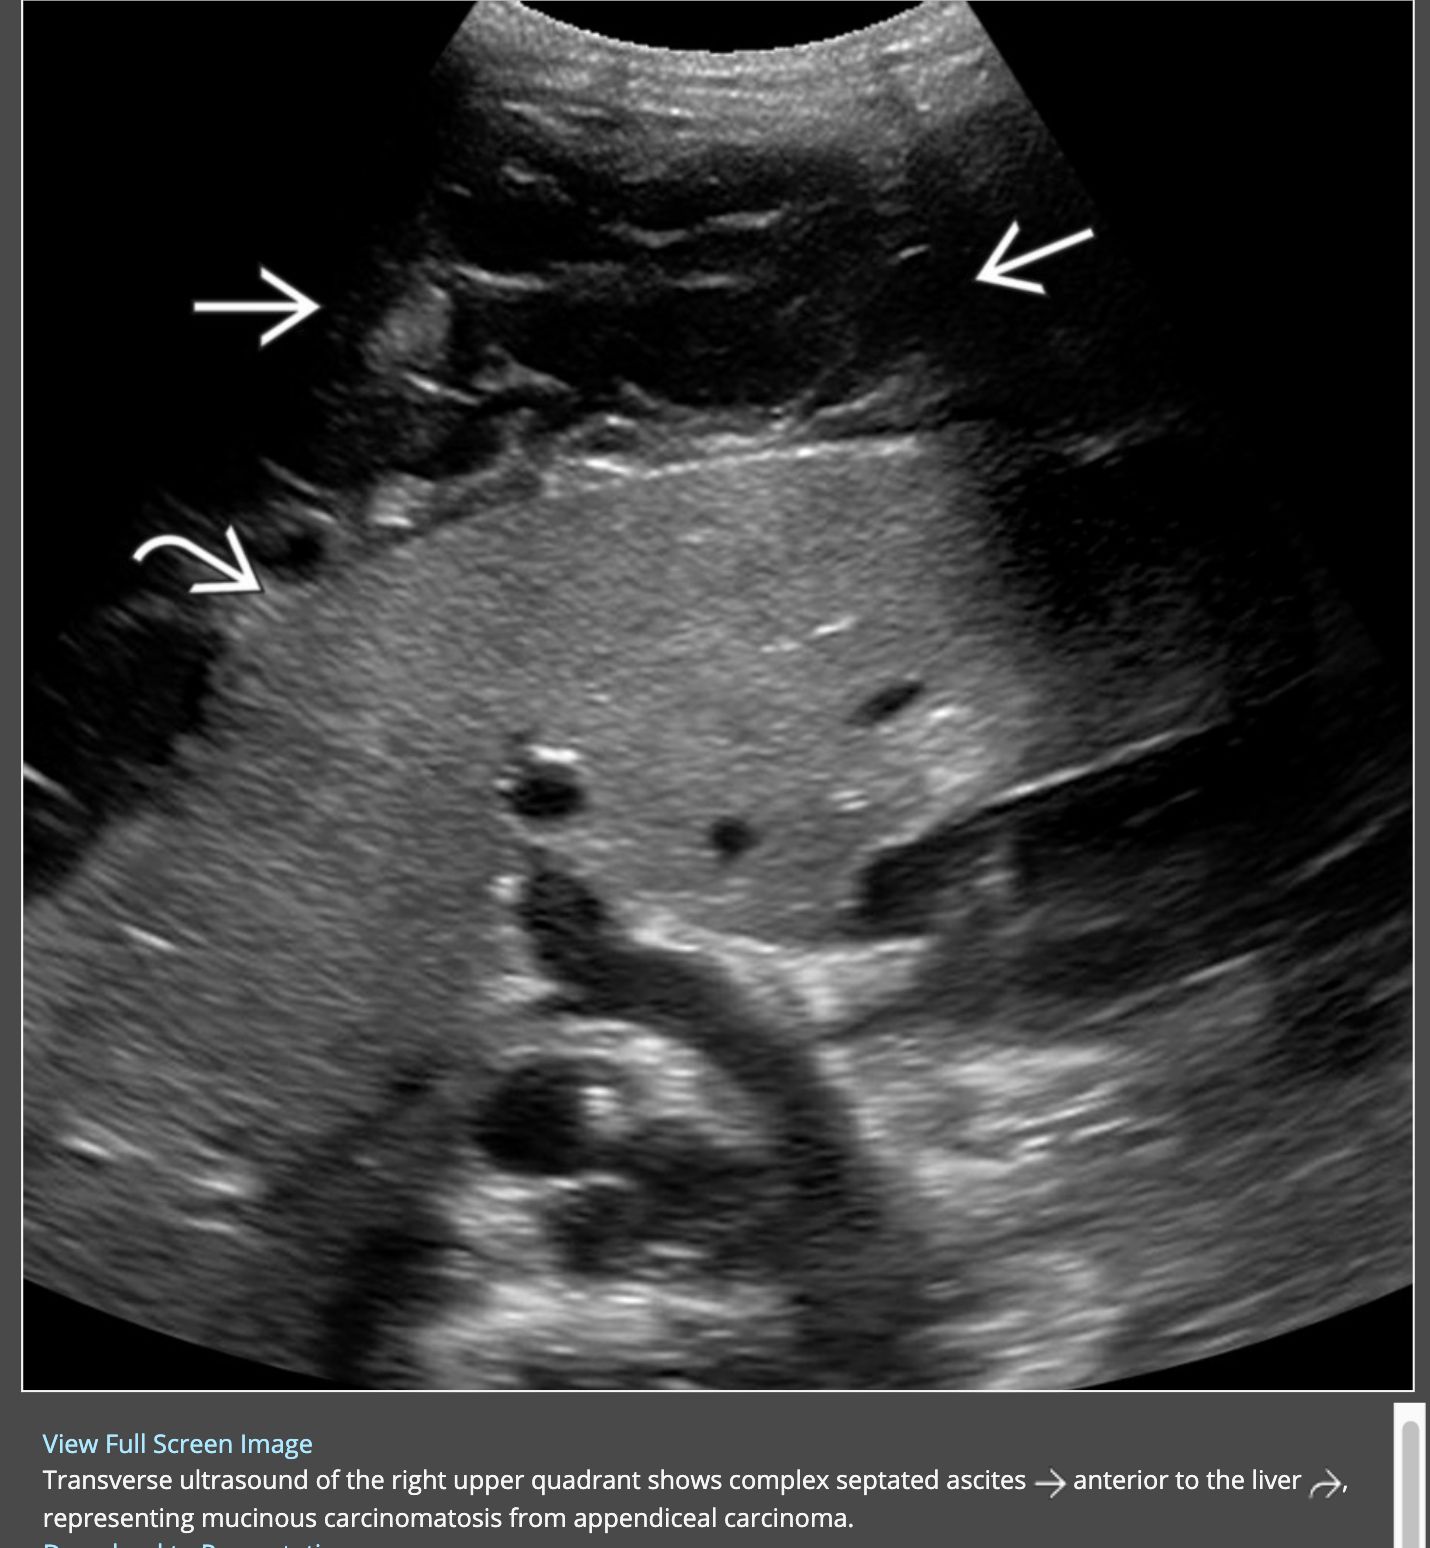 View Full Screen Image
Transverse ultrasound of the right upper quadrant shows complex septated ascites → anterior to the liver ↷,
representing mucinous carcinomatosis from appendiceal carcinoma.